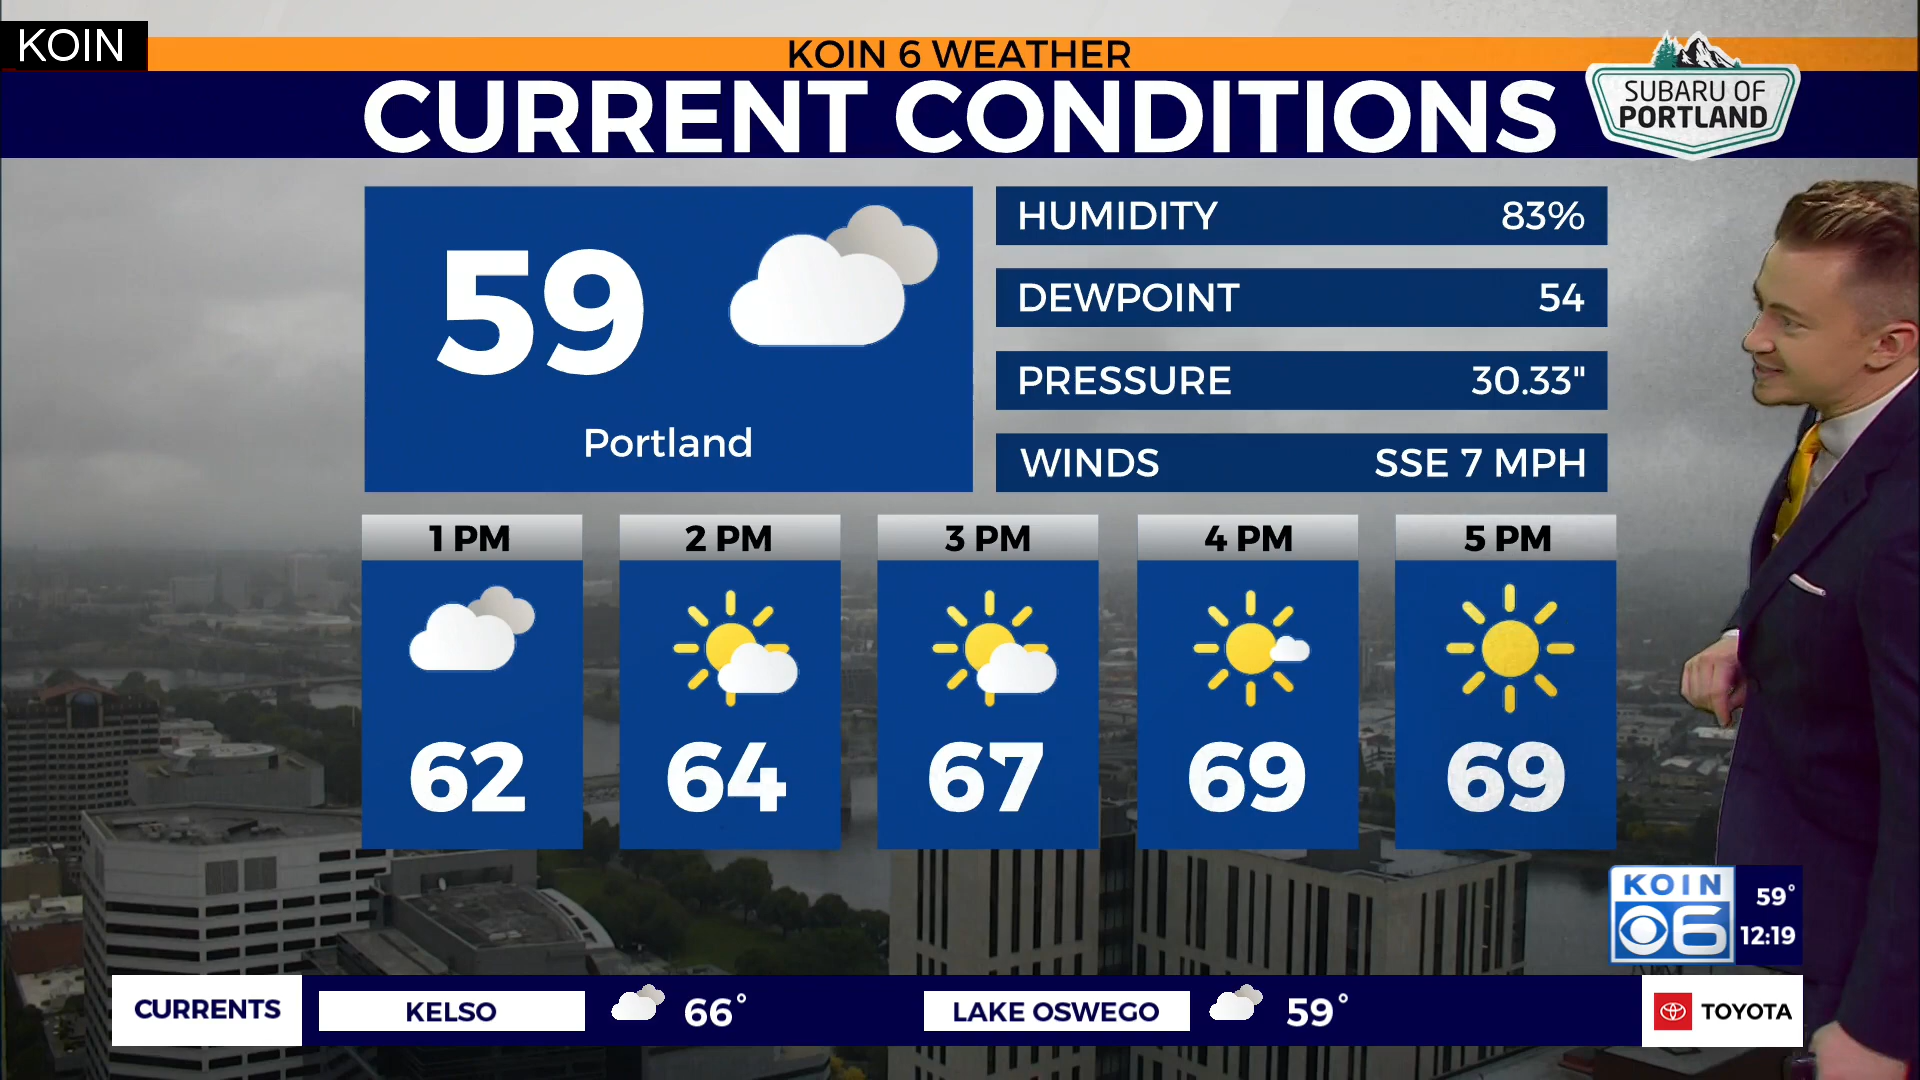 KOIN
KOIN 6 WEATHER
CURRENT CONDITIONS
SUBARU OF
PORTLAND
59
Portland
HUMIDITY 83%
DEWPOINT 54
PRESSURE 30.33"
WINDS SSE 7 MPH
1 PM 2 PM 3 PM 4 PM 5 PM
62 64 67 69 69
KOIN
6
59°
12:19
CURRENTS KELSO 66° LAKE OSWEGO 59° TOYOTA